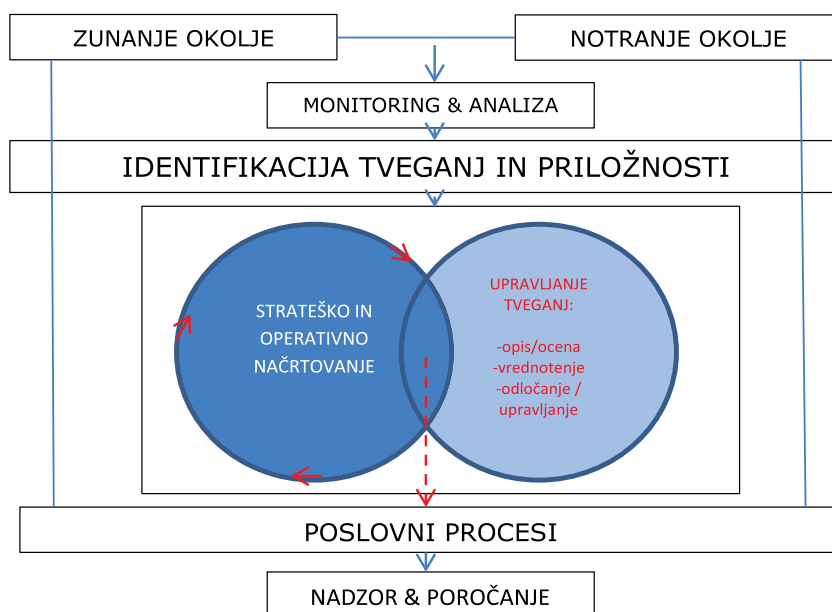 ZUNANJE OKOLJE
NOTRANJE OKOLJE
MONITORING & ANALIZA
IDENTIFIKACIJA TVEGANJ IN PRILOŽNOSTI
STRATEŠKO IN
OPERATIVNO
NAČRTOVANJE
UPRAVLJANJE
TVEGANJ:
-opis/ocena
-vrednotenje
-odločanje /
upravljanje
POSLOVNI PROCESI
NADZOR & POROČANJE